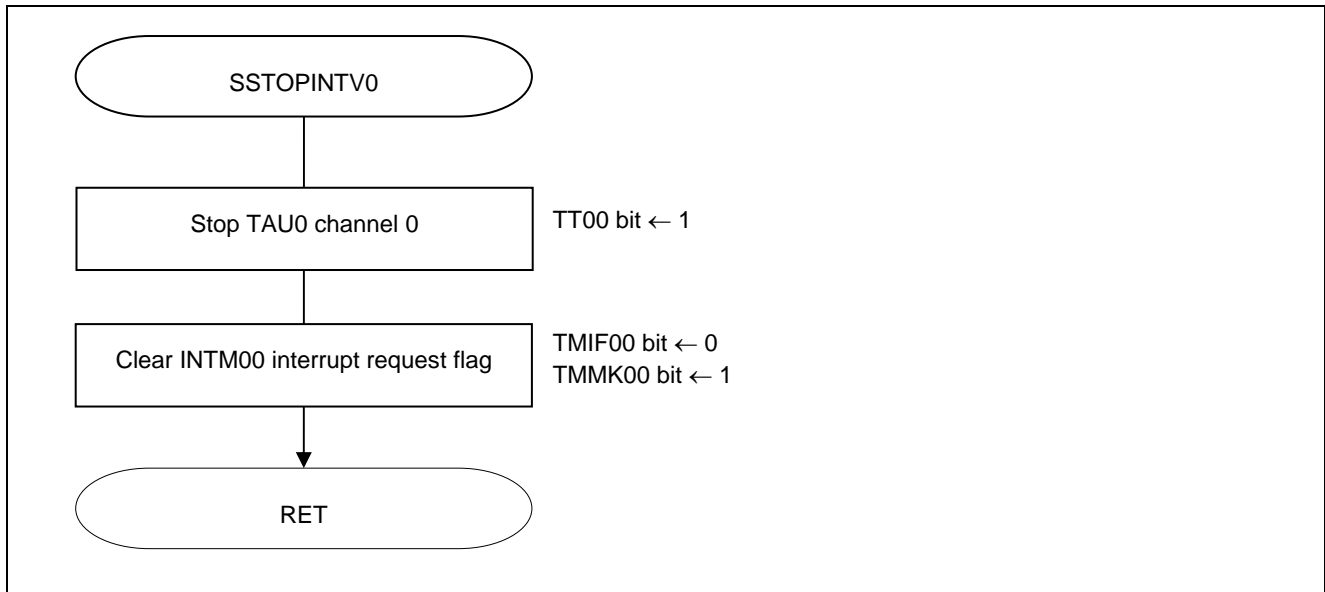 SSTOPINTV0
Stop TAU0 channel 0
TT00 bit ← 1
Clear INTM00 interrupt request flag
TMIF00 bit ← 0
TMMK00 bit ← 1
RET